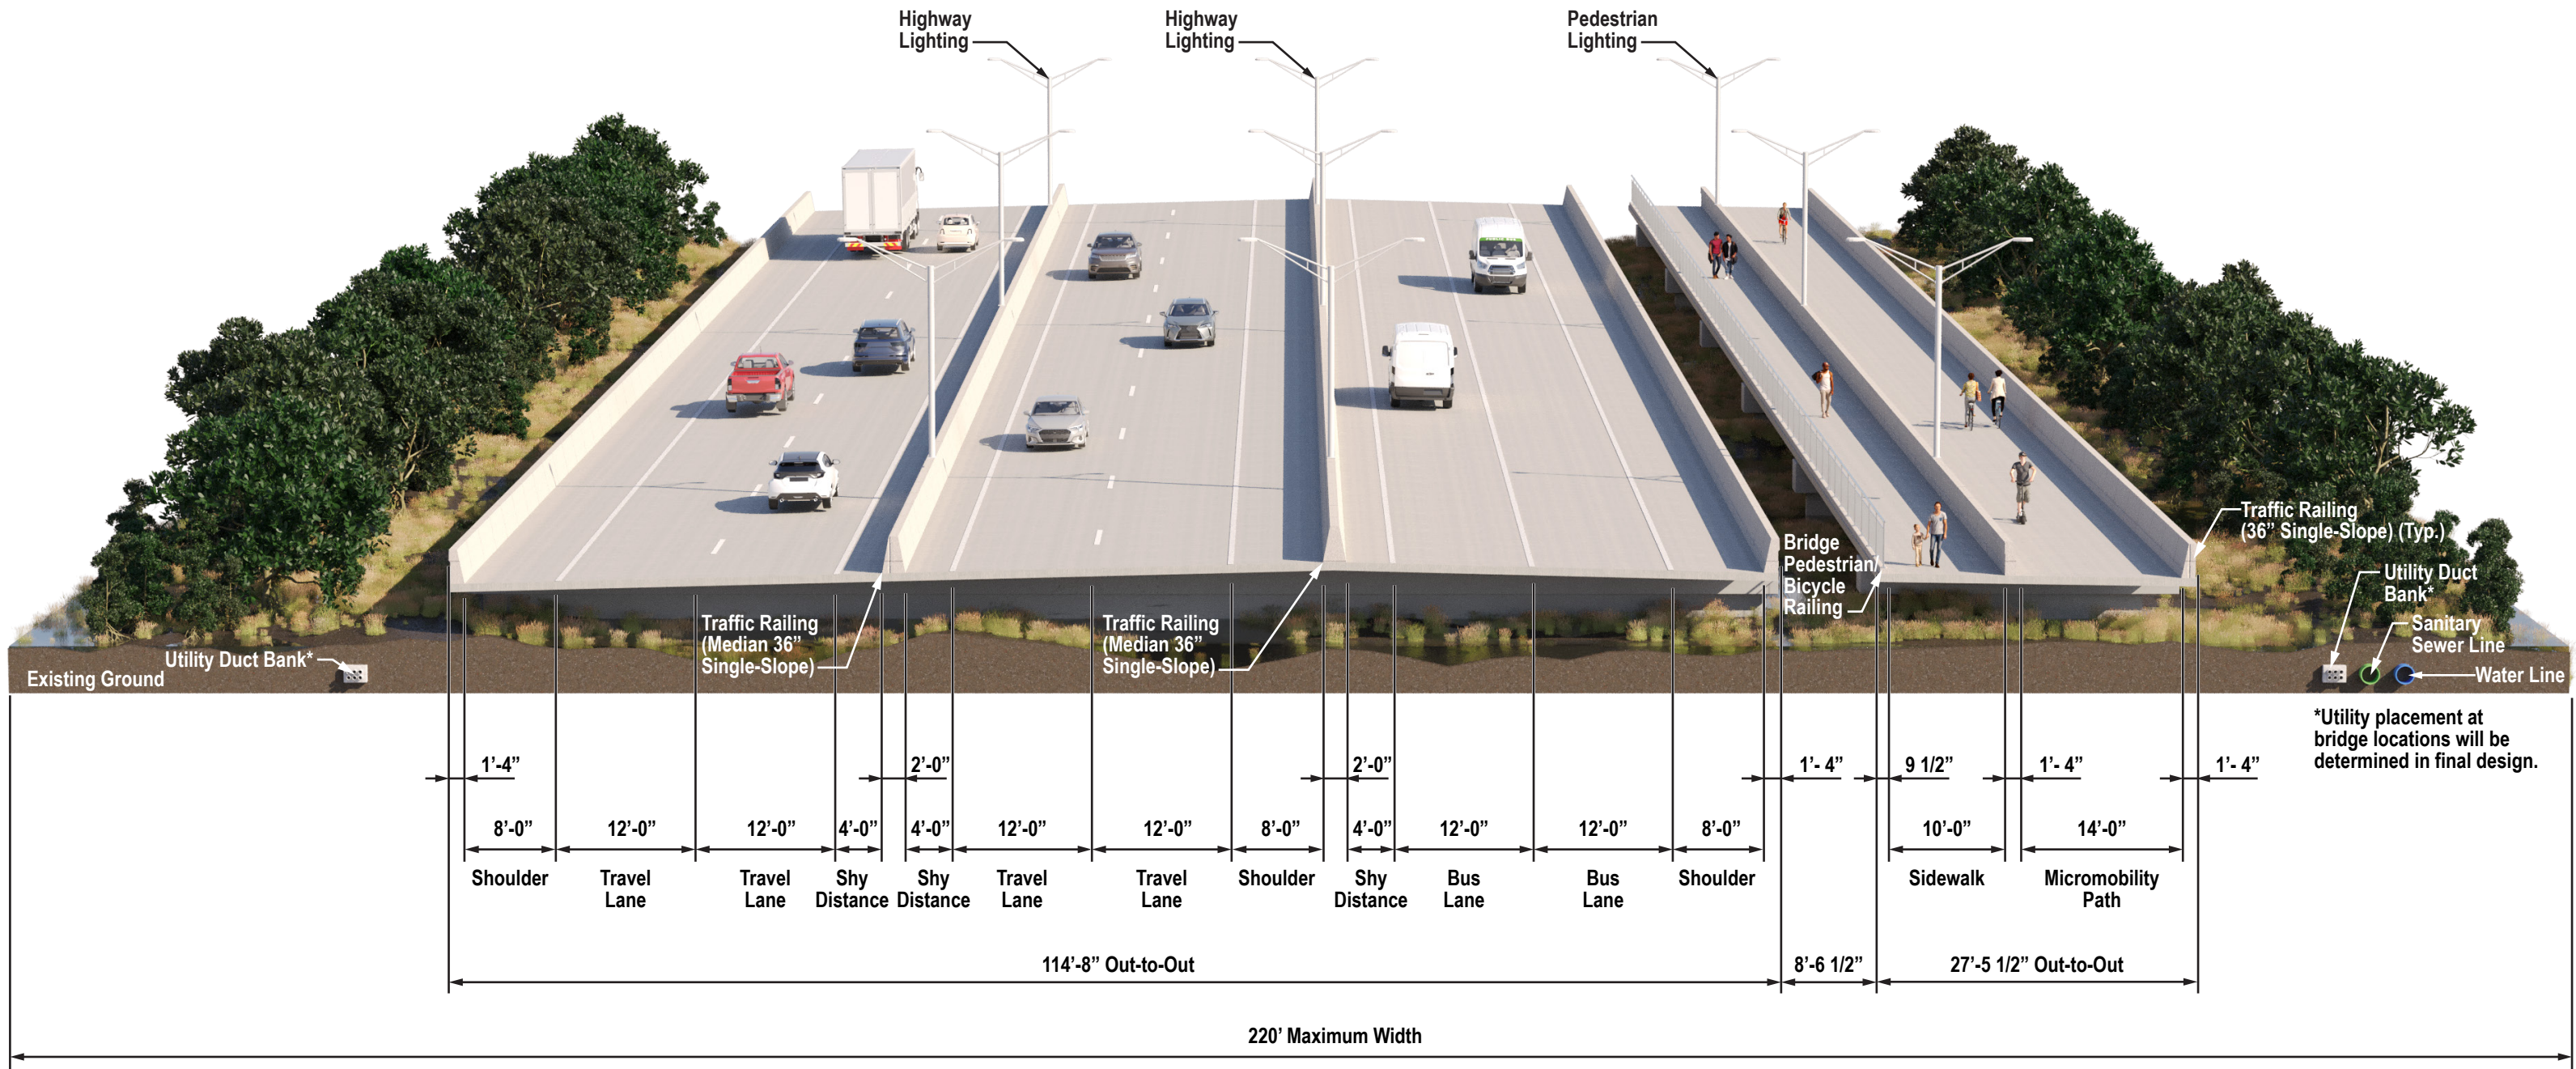 Highway
Lighting
Highway
Lighting
Pedestrian
Lighting
Traffic Railing
(36” Single-Slope) (Typ.)
Bridge
Pedestrian/
Bicycle
Railing
Utility Duct
Bank*
Traffic Railing
(Median 36”
Single-Slope)
Traffic Railing
(Median 36”
Single-Slope)
Sanitary
Sewer Line
Utility Duct Bank*
Existing Ground
Water Line
*Utility placement at
bridge locations will be
determined in final design.
1’-4” 2’-0” 2’-0” 1’- 4” 9 1/2” 1’- 4” 1’- 4”
8’-0” 12’-0” 12’-0” 4’-0” 4’-0” 12’-0” 12’-0” 8’-0” 4’-0” 12’-0” 12’-0” 8’-0” 10’-0” 14’-0”
Shoulder
Travel
Lane
Travel
Lane
Shy
Distance
Shy
Distance
Travel
Lane
Travel
Lane
Shoulder
Shy
Distance
Bus
Lane
Bus
Lane
Shoulder
Sidewalk
Micromobility
Path
114’-8” Out-to-Out 8’-6 1/2” 27’-5 1/2” Out-to-Out
220’ Maximum Width